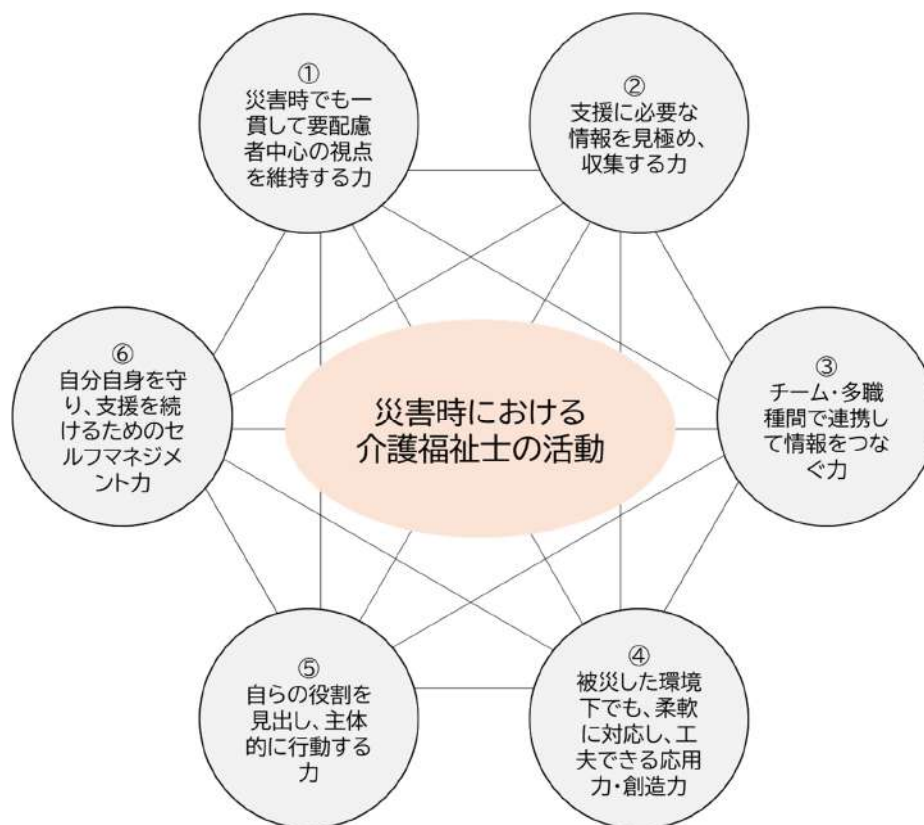 ①
災害時でも一
貫して要配慮
者中心の視点
を維持する力
②
支援に必要な
情報を見極め、
収集する力
⑥
自分自身を守
り、支援を続
けるためのセ
ルフマネジメ
ント力
災害時における
介護福祉士の活動
③
チーム・多職
種間で連携し
て情報をつな
ぐ力
⑤
自らの役割を
見出し、主体
的に行動する
力
④
被災した環境
下でも、柔軟
に対応し、工
夫できる応用
力・創造力